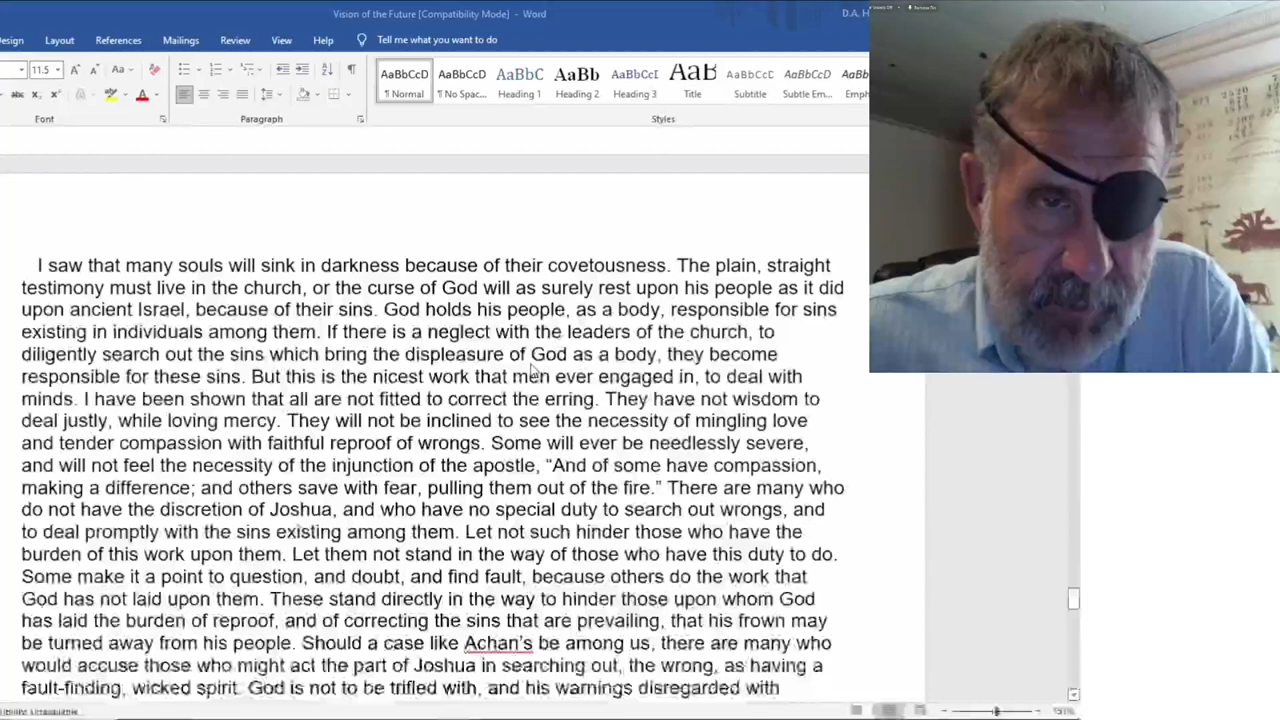 Vision of the Future [Compatibility Mode] - Word
D.A. H
esign Layout References Mailings Review View Help Tell me what you want to do
11.5 Aa
AaBbCcD AaBbCcD AaBbC AaBb AaBbCcI AaB AaBbCcD AaBbCcD AaBb
¶ Normal ¶ No Spac... Heading 1 Heading 2 Heading 3 Title Subtitle Subtle Em... Emph
Font Paragraph Styles
I saw that many souls will sink in darkness because of their covetousness. The plain, straight
testimony must live in the church, or the curse of God will as surely rest upon his people as it did
upon ancient Israel, because of their sins. God holds his people, as a body, responsible for sins
existing in individuals among them. If there is a neglect with the leaders of the church, to
diligently search out the sins which bring the displeasure of God as a body, they become
responsible for these sins. But this is the nicest work that men ever engaged in, to deal with
minds. I have been shown that all are not fitted to correct the erring. They have not wisdom to
deal justly, while loving mercy. They will not be inclined to see the necessity of mingling love
and tender compassion with faithful reproof of wrongs. Some will ever be needlessly severe,
and will not feel the necessity of the injunction of the apostle, “And of some have compassion,
making a difference; and others save with fear, pulling them out of the fire.” There are many who
do not have the discretion of Joshua, and who have no special duty to search out wrongs, and
to deal promptly with the sins existing among them. Let not such hinder those who have the
burden of this work upon them. Let them not stand in the way of those who have this duty to do.
Some make it a point to question, and doubt, and find fault, because others do the work that
God has not laid upon them. These stand directly in the way to hinder those upon whom God
has laid the burden of reproof, and of correcting the sins that are prevailing, that his frown may
be turned away from his people. Should a case like Achan’s be among us, there are many who
would accuse those who might act the part of Joshua in searching out, the wrong, as having a
fault-finding, wicked spirit. God is not to be trifled with, and his warnings disregarded with